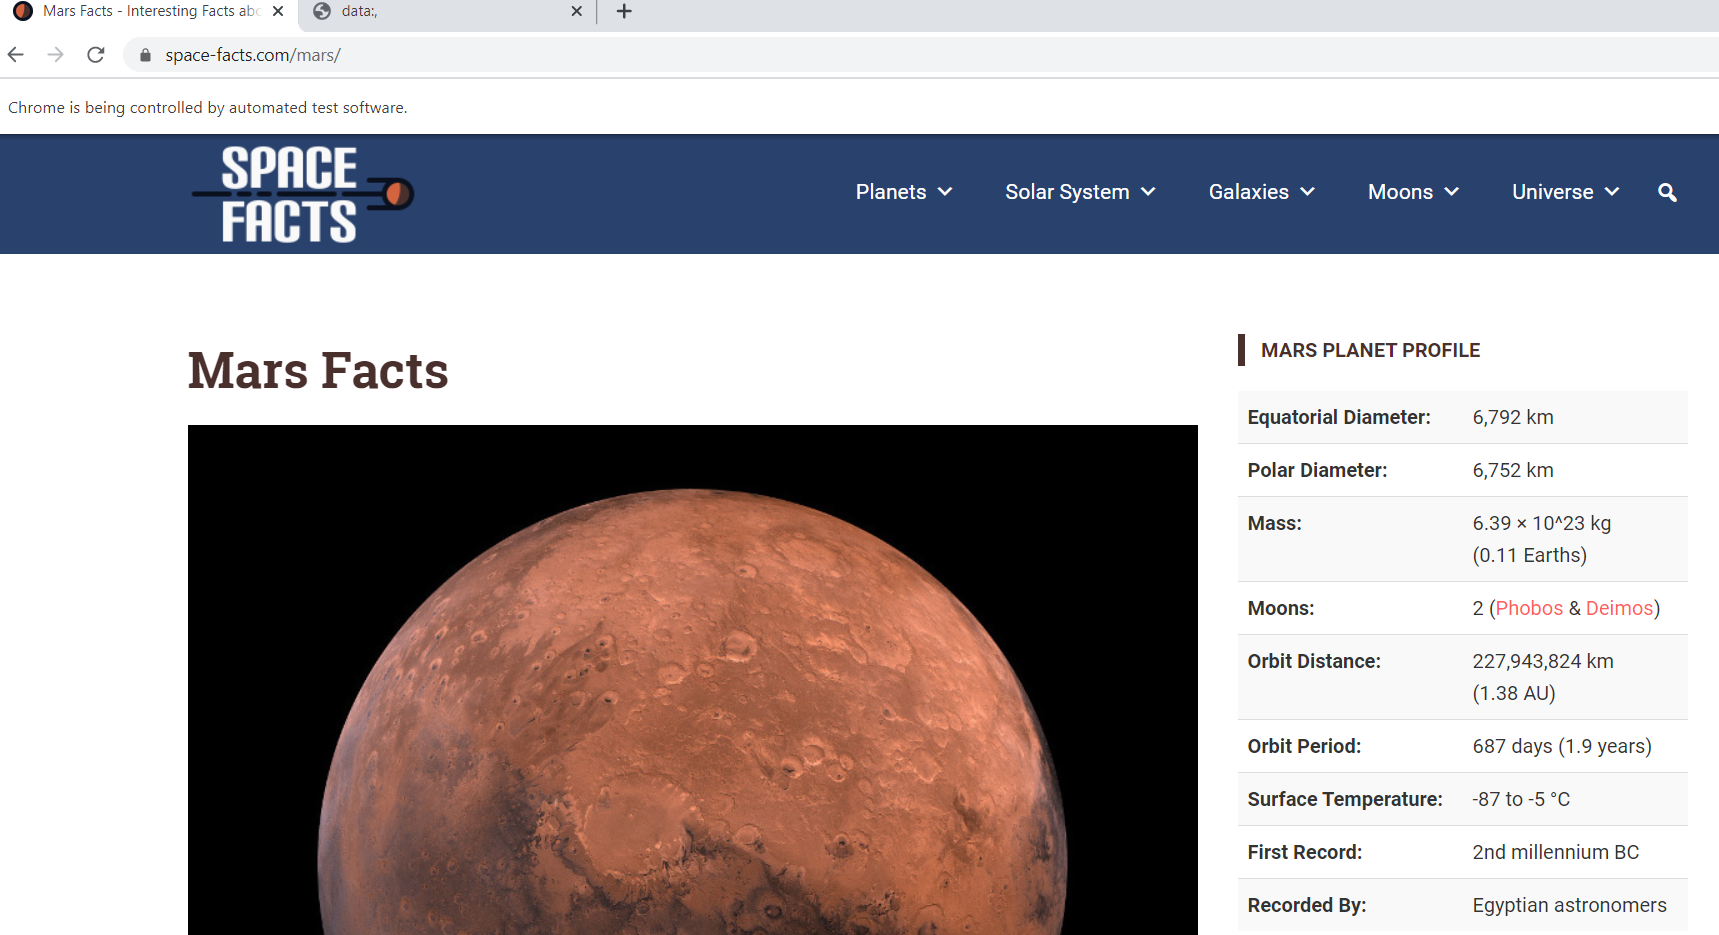 Mars Facts - Interesting Facts abo
data:,
space-facts.com/mars/
Chrome is being controlled by automated test software.
SPACE
FACTS
Planets
Solar System
Galaxies
Moons
Universe
Mars Facts
MARS PLANET PROFILE
Equatorial Diameter: 6,792 km
Polar Diameter: 6,752 km
Mass: 6.39 × 10^23 kg
(0.11 Earths)
Moons: 2 (Phobos & Deimos)
Orbit Distance: 227,943,824 km
(1.38 AU)
Orbit Period: 687 days (1.9 years)
Surface Temperature: -87 to -5 °C
First Record: 2nd millennium BC
Recorded By: Egyptian astronomers